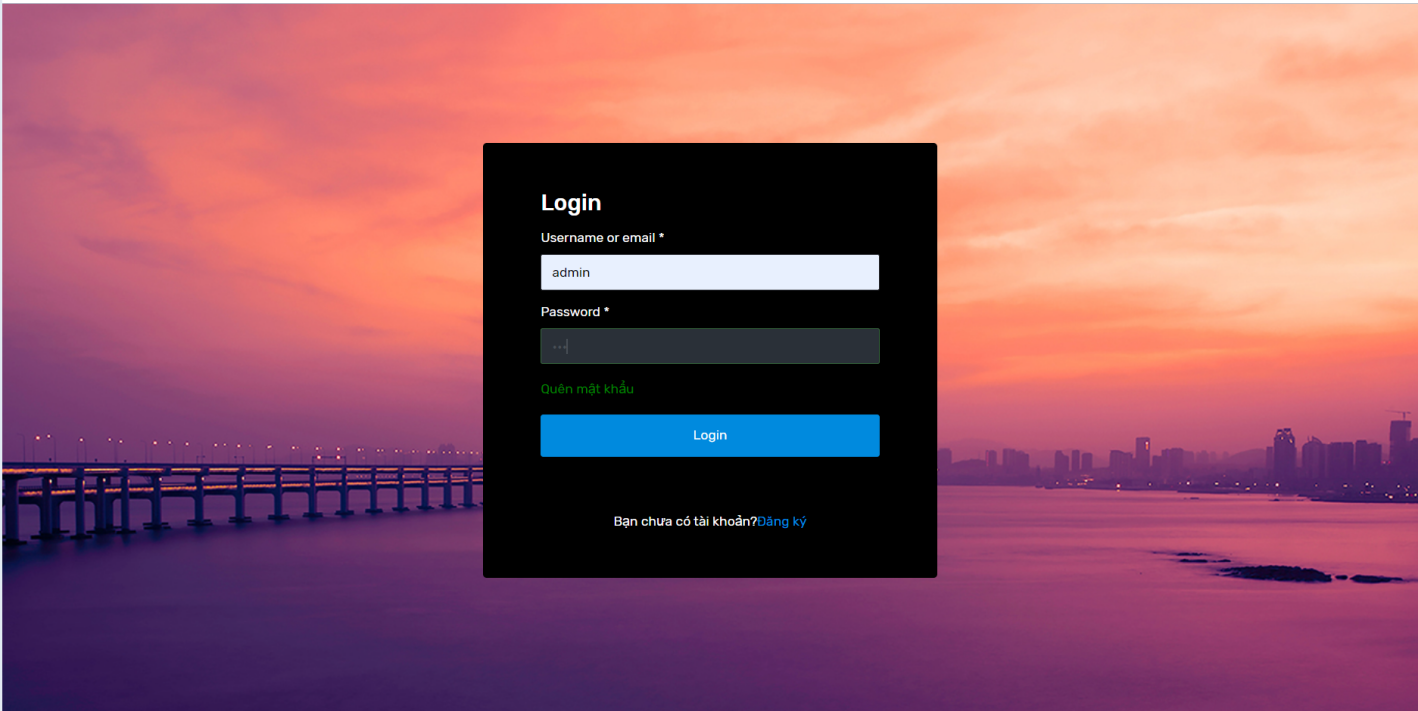 Login
Username or email *
admin
Password *
Quên mật khẩu
Login
Bạn chưa có tài khoản?Đăng ký